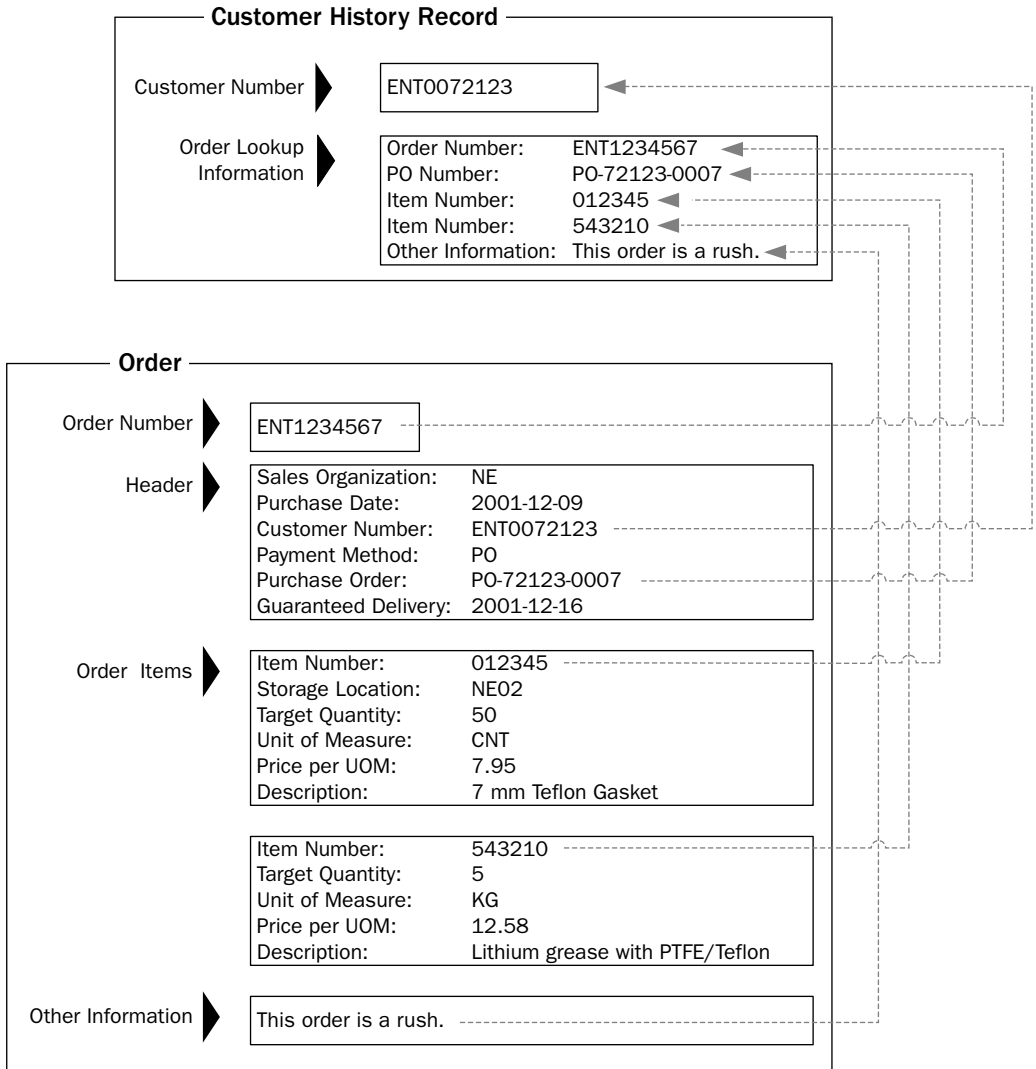 Customer History Record
Customer Number
ENT0072123
Order Lookup
Information
Order Number: ENT1234567
PO Number: PO-72123-0007
Item Number: 012345
Item Number: 543210
Other Information: This order is a rush.
Order
Order Number
ENT1234567
Header
Sales Organization: NE
Purchase Date: 2001-12-09
Customer Number: ENT0072123
Payment Method: PO
Purchase Order: PO-72123-0007
Guaranteed Delivery: 2001-12-16
Order Items
Item Number: 012345
Storage Location: NE02
Target Quantity: 50
Unit of Measure: CNT
Price per UOM: 7.95
Description: 7 mm Teflon Gasket
Item Number: 543210
Target Quantity: 5
Unit of Measure: KG
Price per UOM: 12.58
Description: Lithium grease with PTFE/Teflon
Other Information
This order is a rush.